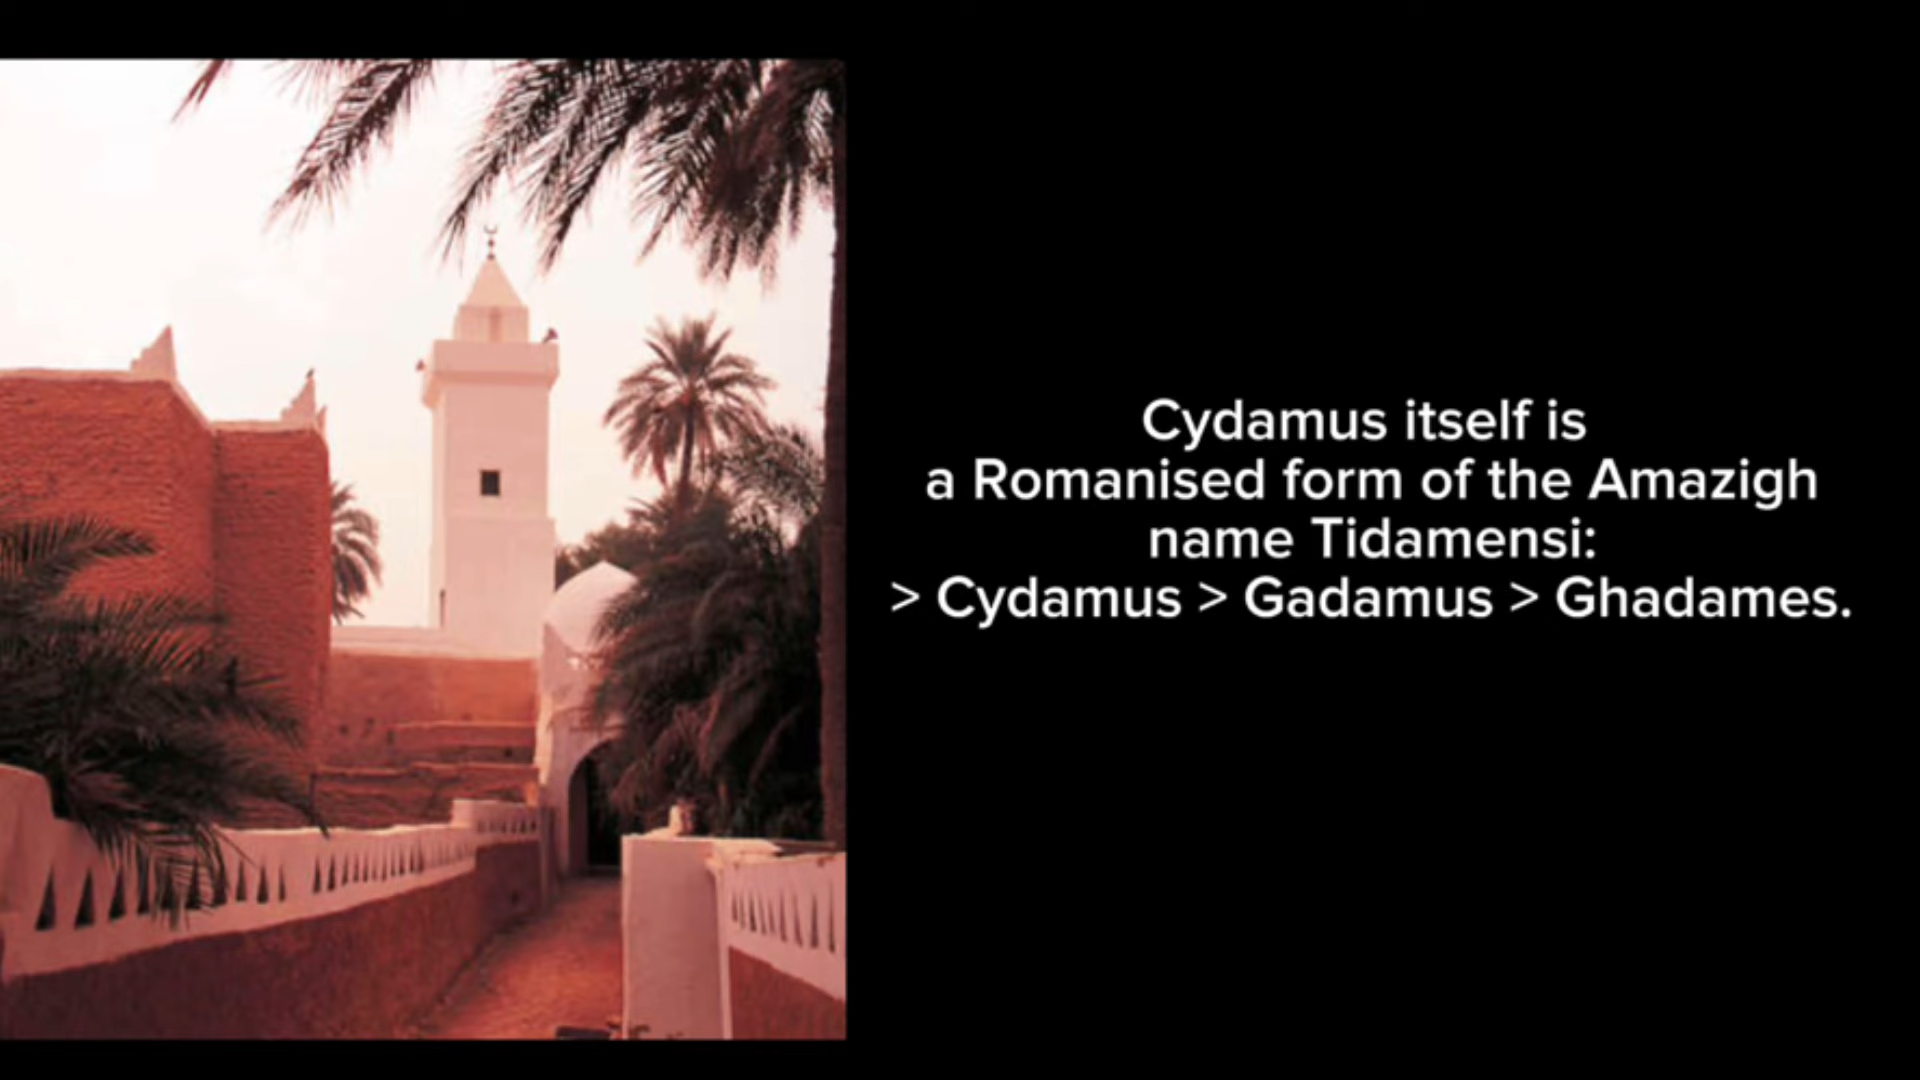 Cydamus itself is
a Romanised form of the Amazigh
name Tidamensi:
> Cydamus > Gadamus > Ghadames.